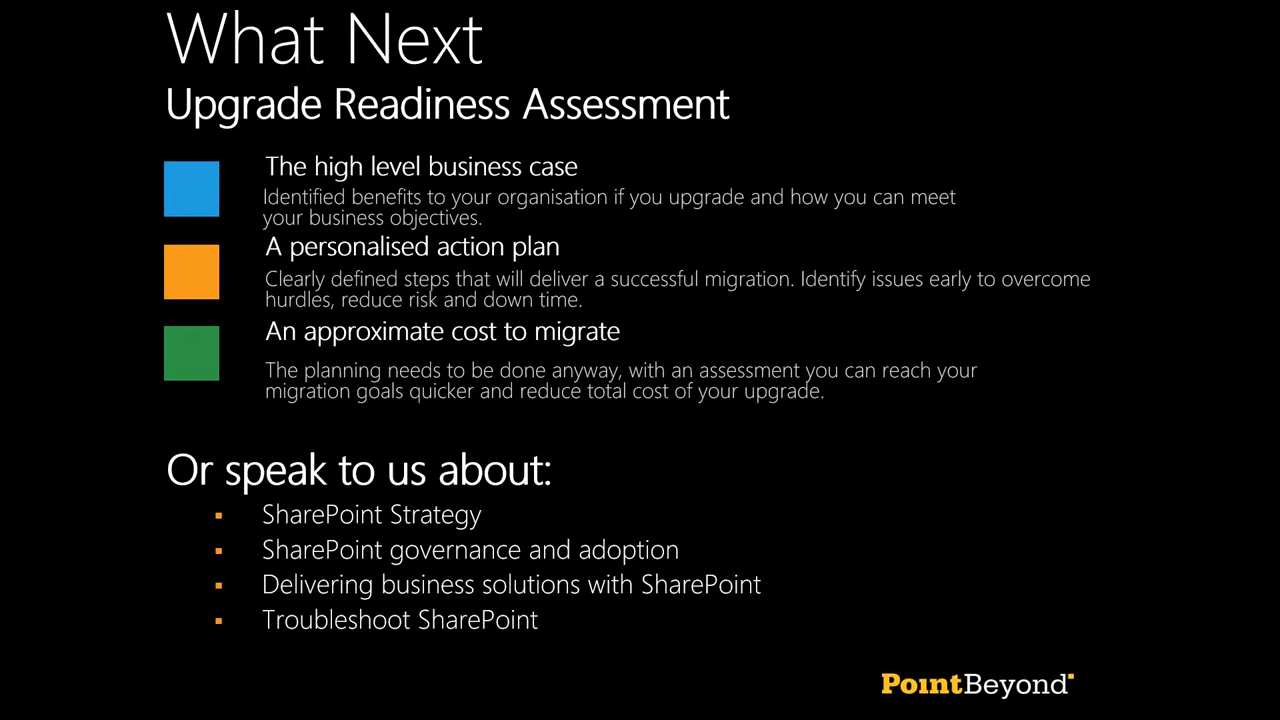 What Next
Upgrade Readiness Assessment
The high level business case
Identified benefits to your organisation if you upgrade and how you can meet
your business objectives.
A personalised action plan
Clearly defined steps that will deliver a successful migration. Identify issues early to overcome
hurdles, reduce risk and down time.
An approximate cost to migrate
The planning needs to be done anyway, with an assessment you can reach your
migration goals quicker and reduce total cost of your upgrade.
Or speak to us about:
▪ SharePoint Strategy
▪ SharePoint governance and adoption
▪ Delivering business solutions with SharePoint
▪ Troubleshoot SharePoint
PointBeyond